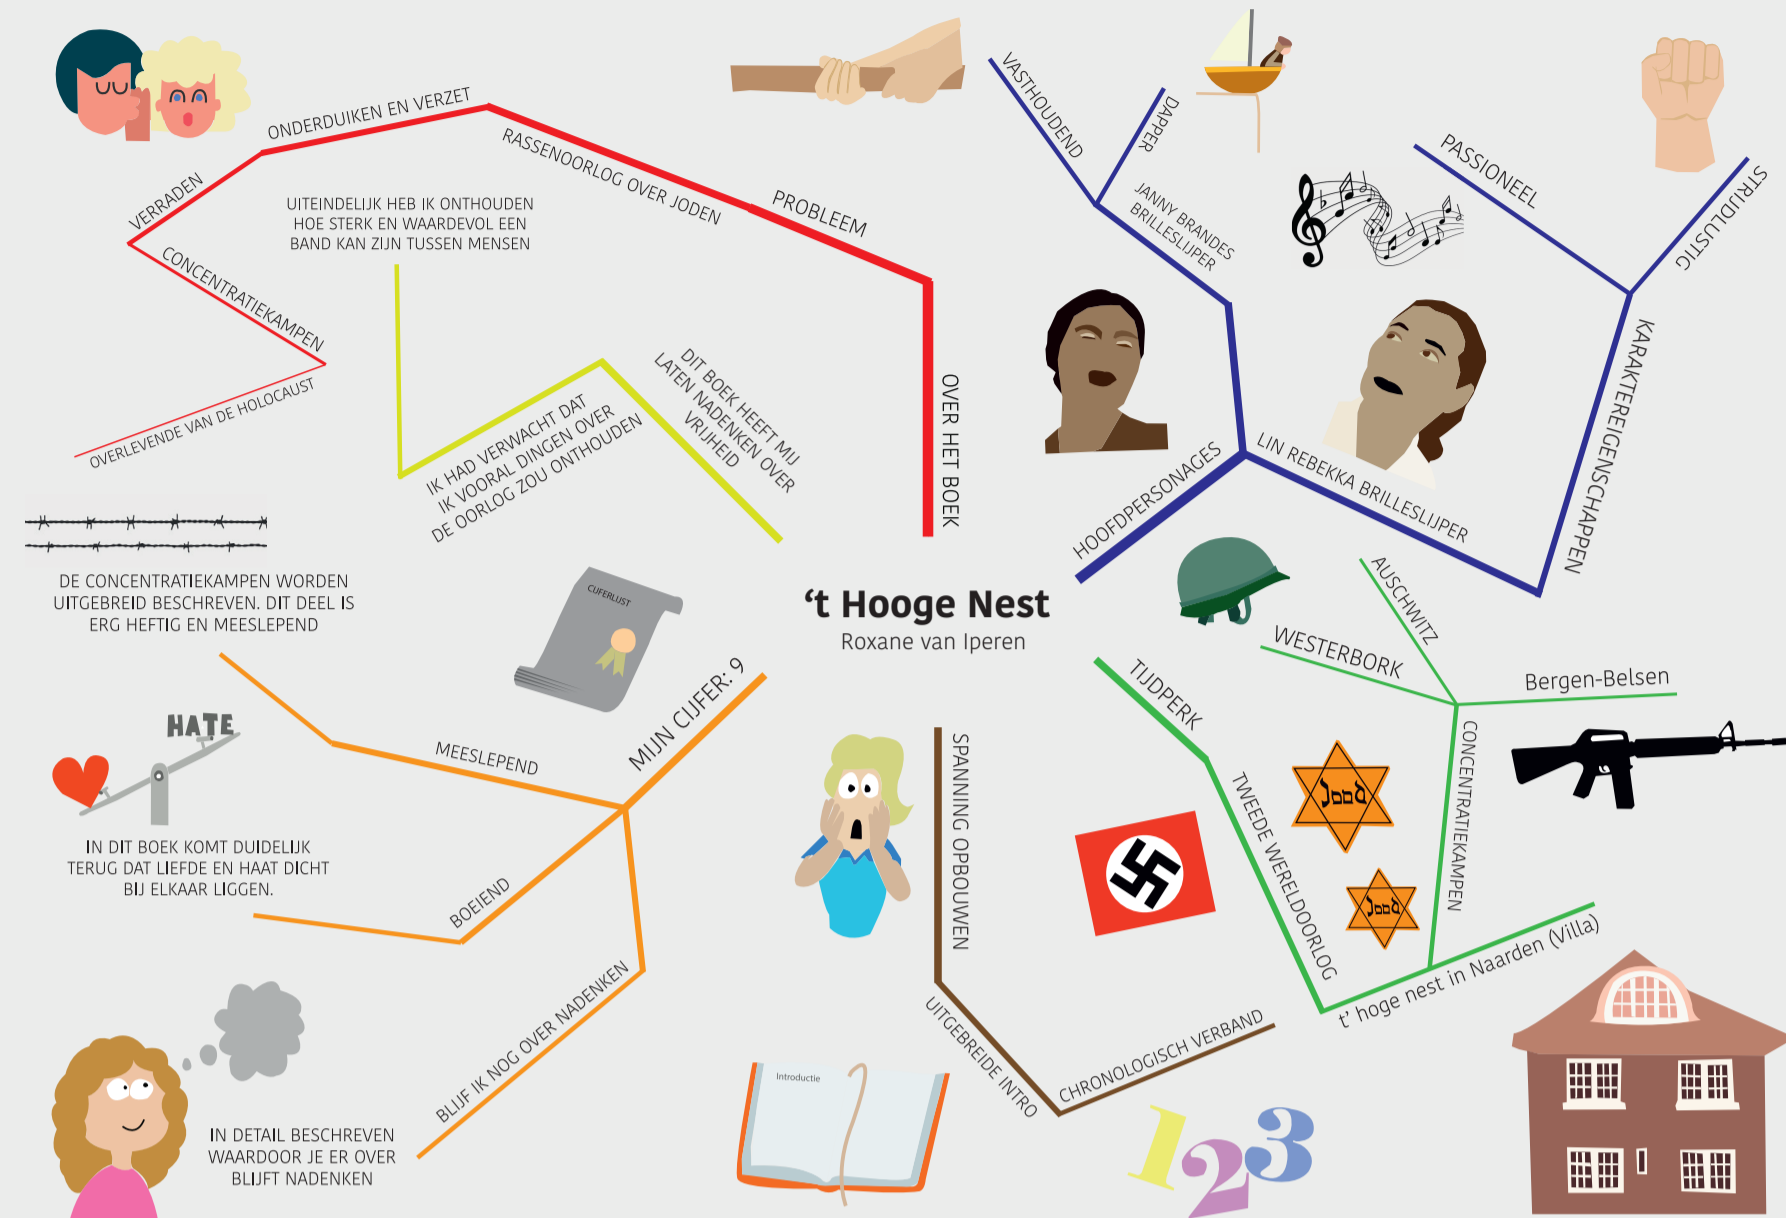 ‘t Hooge Nest
Roxane van Iperen
OVER HET BOEK
PROBLEEM
RASSENOORLOG OVER JODEN
ONDERDUIKEN EN VERZET
VERRADEN
CONCENTRATIEKAMPEN
OVERLEVENDE VAN DE HOLOCAUST
DIT BOEK HEEFT MIJ
LATEN NADENKEN OVER
VRIJHEID
IK HAD VERWACHT DAT
IK VOORAL DINGEN OVER
DE OORLOG ZOU ONTHOUDEN
UITEINDELIJK HEB IK ONTHOUDEN
HOE STERK EN WAARDEVOL EEN
BAND KAN ZIJN TUSSEN MENSEN
HOOFDPERSONAGES
JANNY BRANDES
BRILLESLIJPER
VASTHOUDEND
DAPPER
LIN REBEKKA BRILLESLIJPER
KARAKTEREIGENSCHAPPEN
PASSIONEEL
STRIJDLUSTIG
TIJDPERK
TWEEDE WERELDOORLOG
t’ hoge nest in Naarden (Villa)
CONCENTRATIEKAMPEN
WESTERBORK
AUSCHWITZ
Bergen-Belsen
Jood
Jood
SPANNING OPBOUWEN
UITGEBREIDE INTRO
CHRONOLOGISCH VERBAND
Introductie
1 2 3
MIJN CIJFER: 9
CIJFERLIJST
MEESLEPEND
DE CONCENTRATIEKAMPEN WORDEN
UITGEBREID BESCHREVEN. DIT DEEL IS
ERG HEFTIG EN MEESLEPEND
BOEIEND
HATE
IN DIT BOEK KOMT DUIDELIJK
TERUG DAT LIEFDE EN HAAT DICHT
BIJ ELKAAR LIGGEN.
BLIJF IK NOG OVER NADENKEN
IN DETAIL BESCHREVEN
WAARDOOR JE ER OVER
BLIJFT NADENKEN